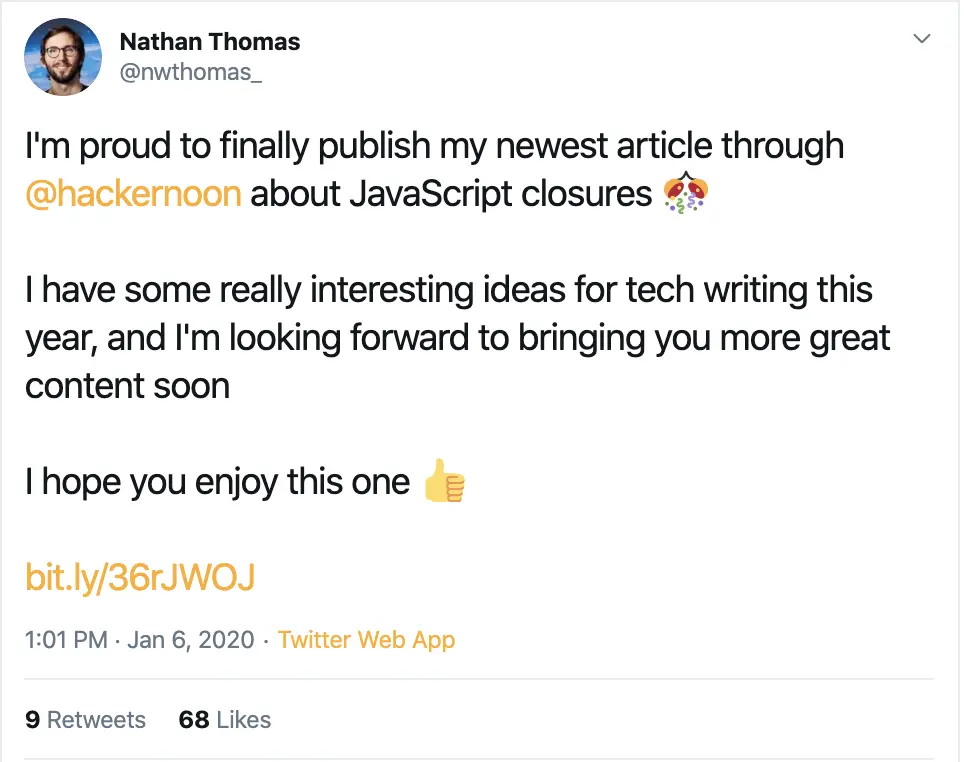 Nathan Thomas
@nwthomas_
I'm proud to finally publish my newest article through
@hackernoon about JavaScript closures 🎊
I have some really interesting ideas for tech writing this
year, and I'm looking forward to bringing you more great
content soon
I hope you enjoy this one 👍
bit.ly/36rJWOJ
1:01 PM · Jan 6, 2020 · Twitter Web App
9 Retweets 68 Likes